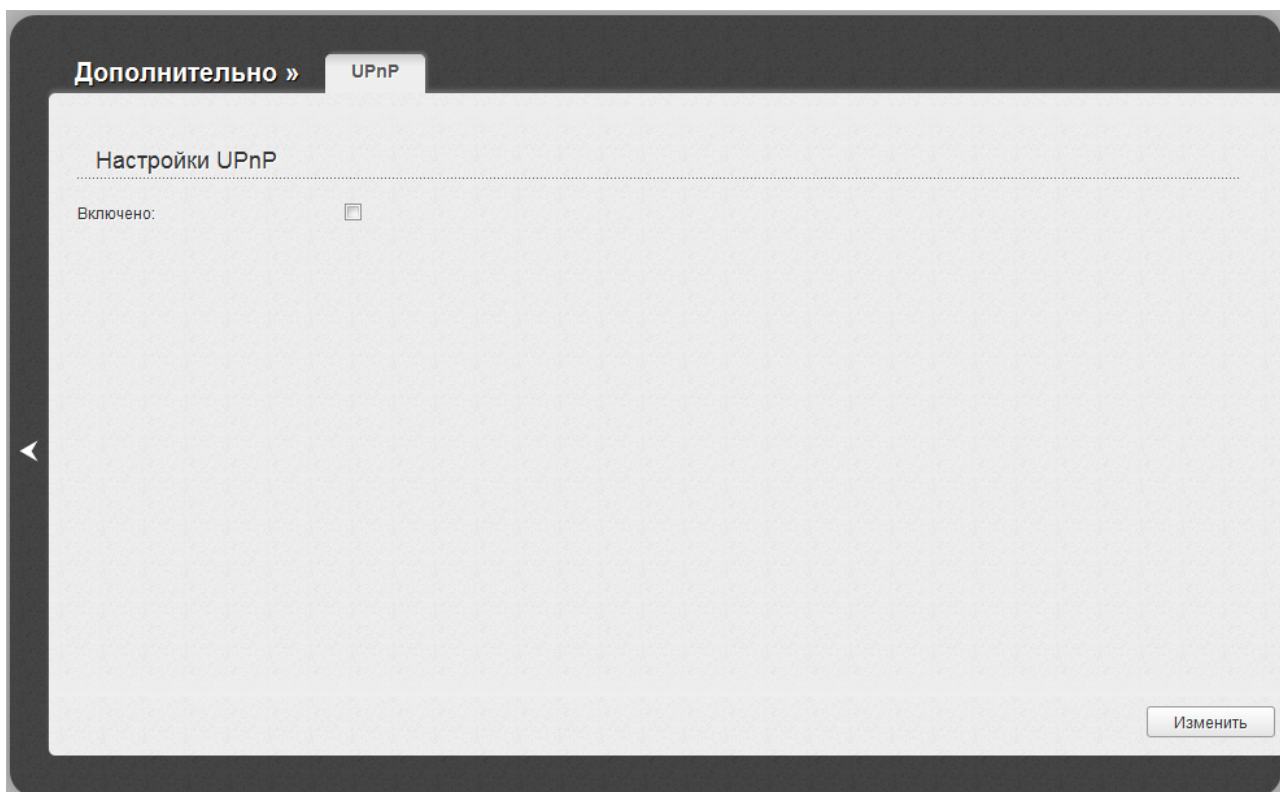 Дополнительно »
UPnP
Настройки UPnP
Включено:
Изменить